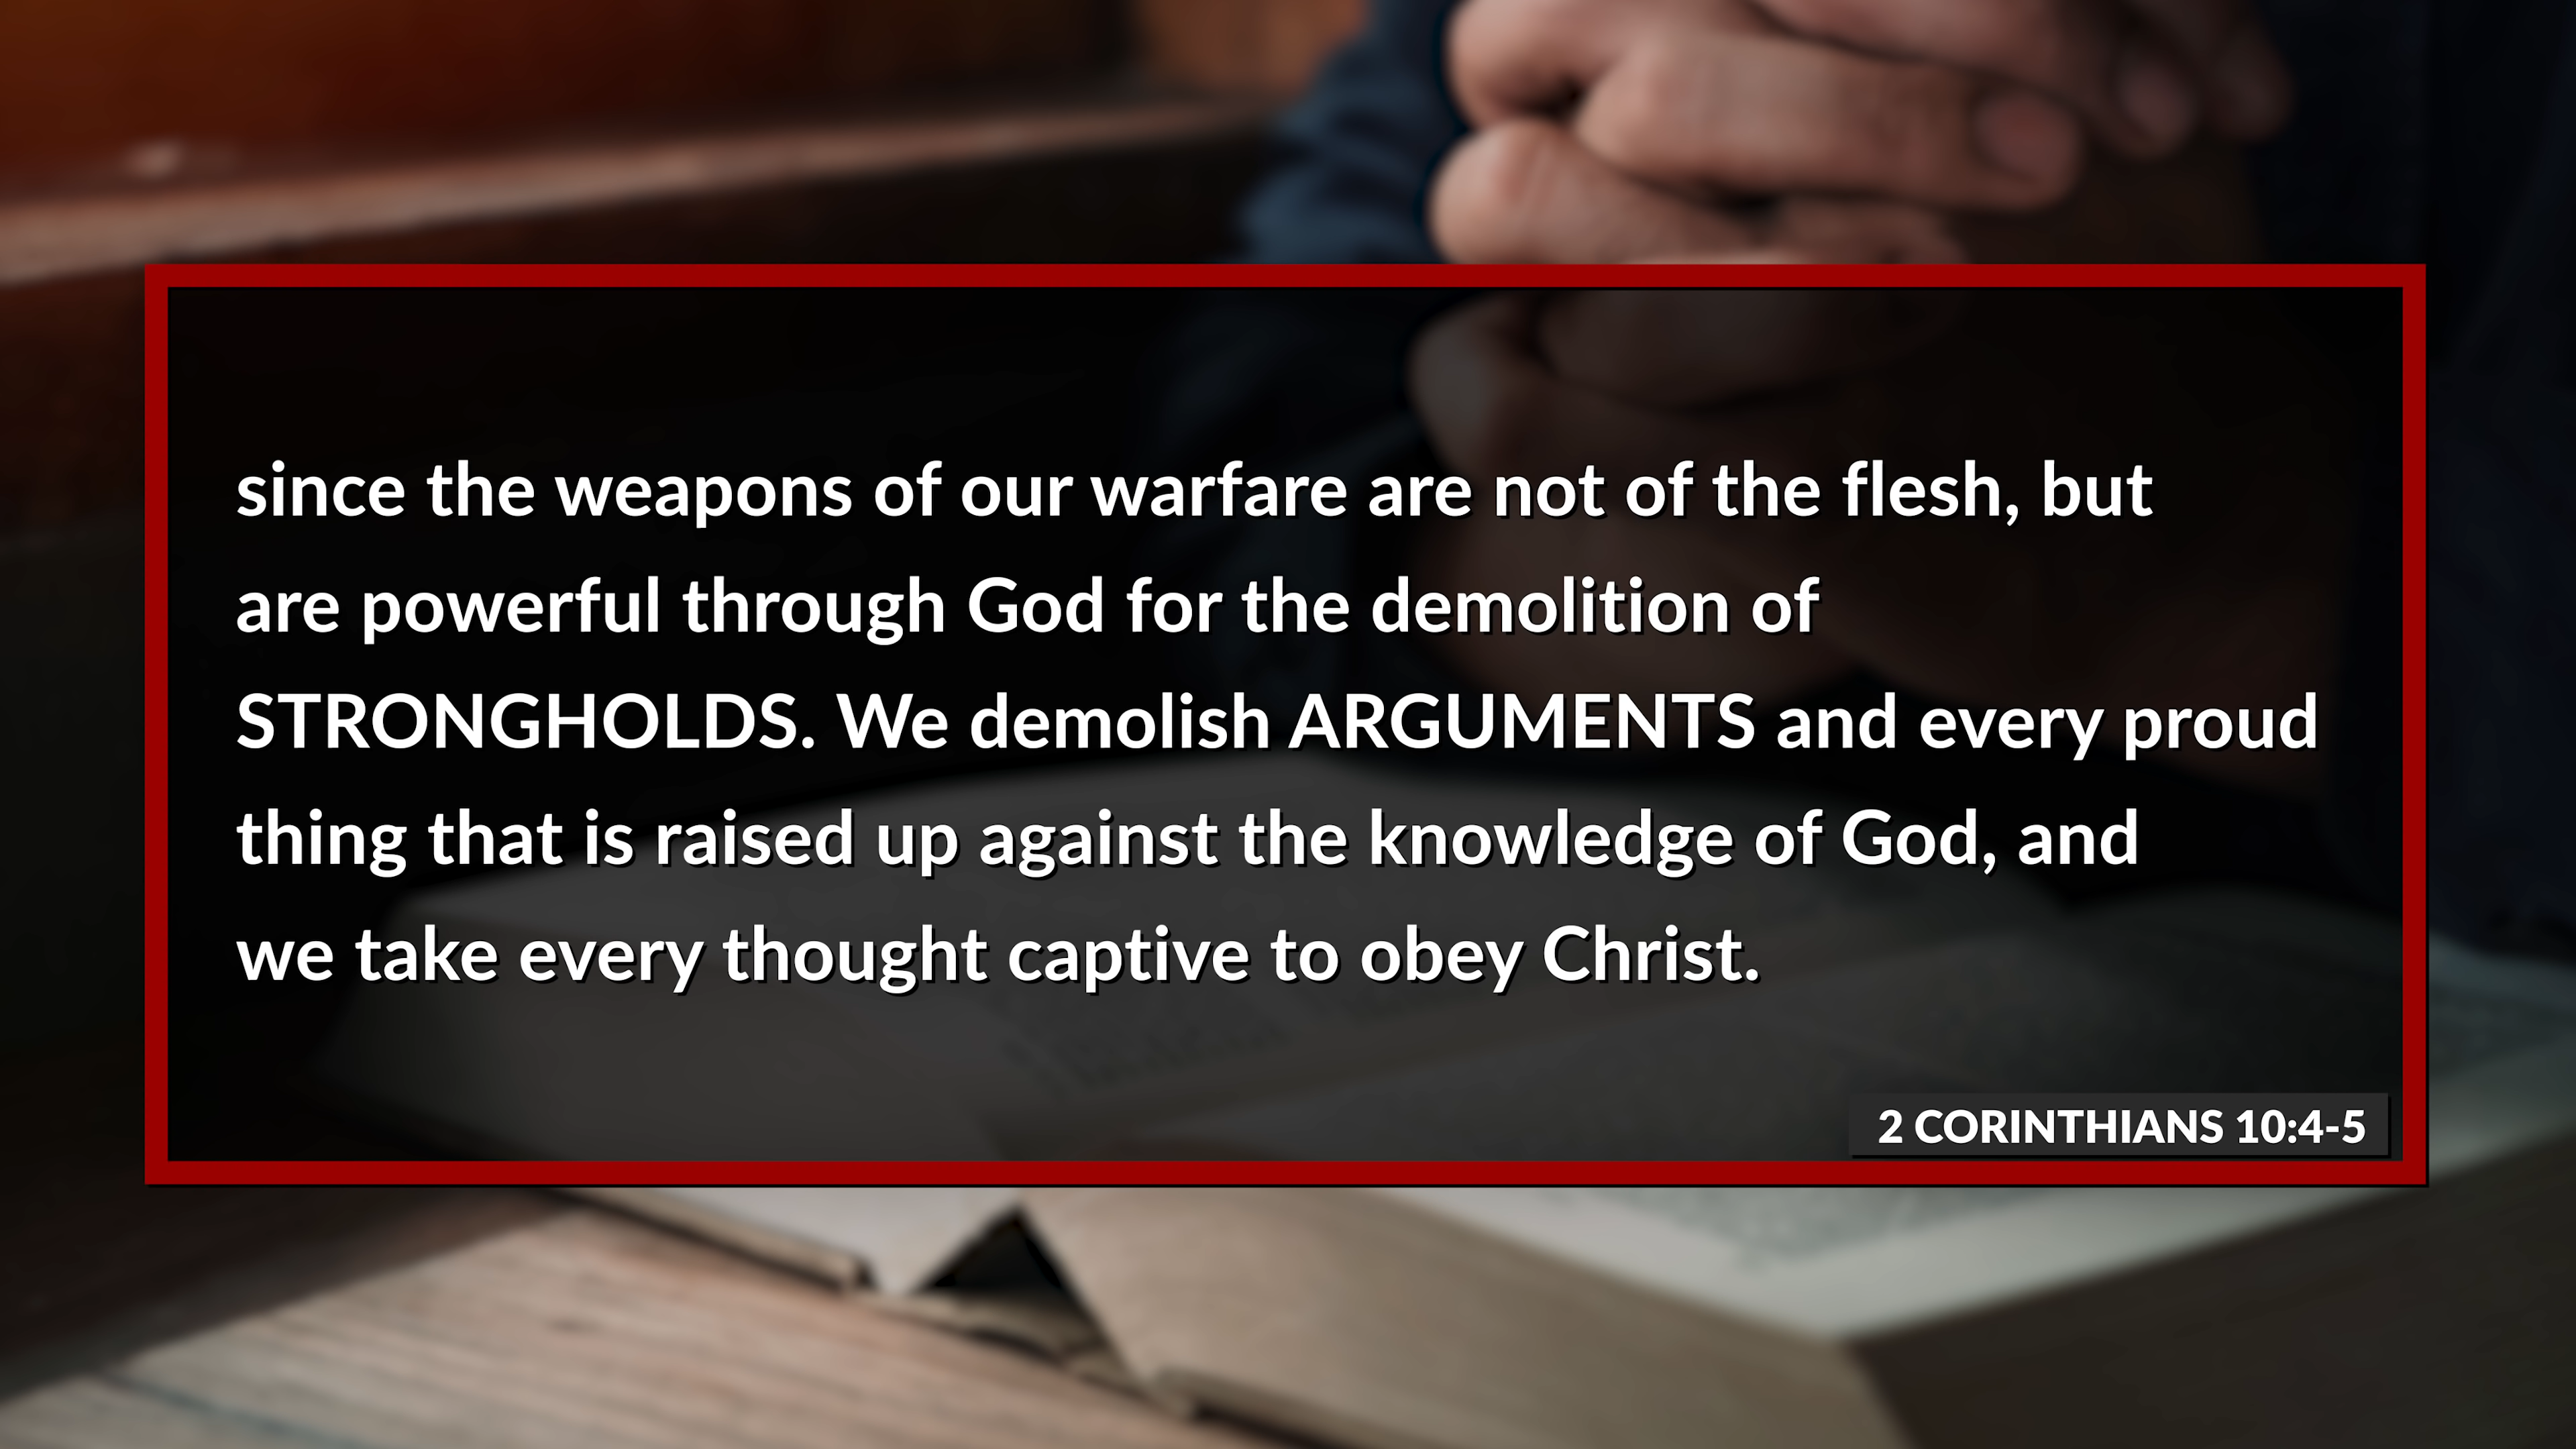 since the weapons of our warfare are not of the flesh, but
are powerful through God for the demolition of
STRONGHOLDS. We demolish ARGUMENTS and every proud
thing that is raised up against the knowledge of God, and
we take every thought captive to obey Christ.
2 CORINTHIANS 10:4-5